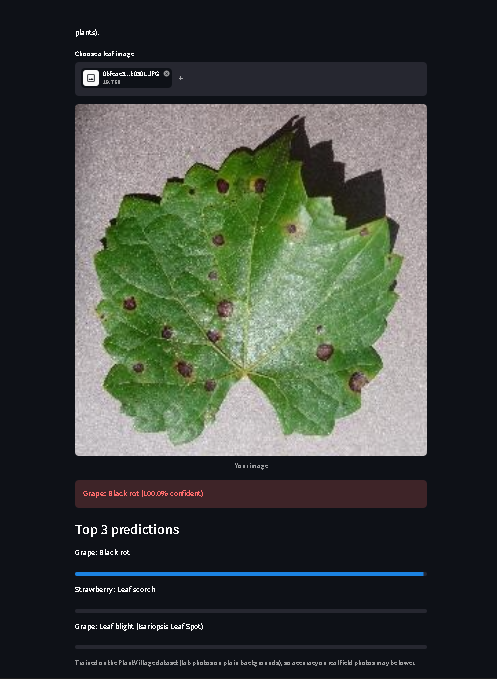 plants).
Choose a leaf image
Your image
Grape: Black rot (100.0% confident)
Top 3 predictions
Grape: Black rot
Strawberry: Leaf scorch
Grape: Leaf blight (Isariopsis Leaf Spot)
Trained on the PlantVillage dataset (lab photos on plain backgrounds), so accuracy on real field photos may be lower.